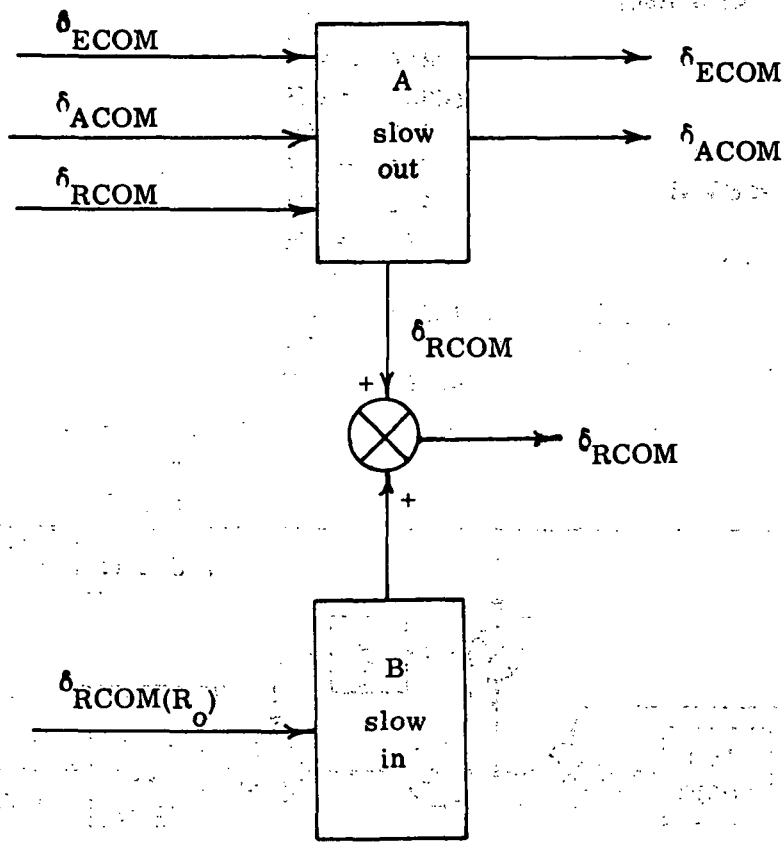 δECOM
δACOM
δRCOM
A
slow
out
δECOM
δACOM
δRCOM
+
δRCOM
+
B
slow
in
δRCOM(Ro)